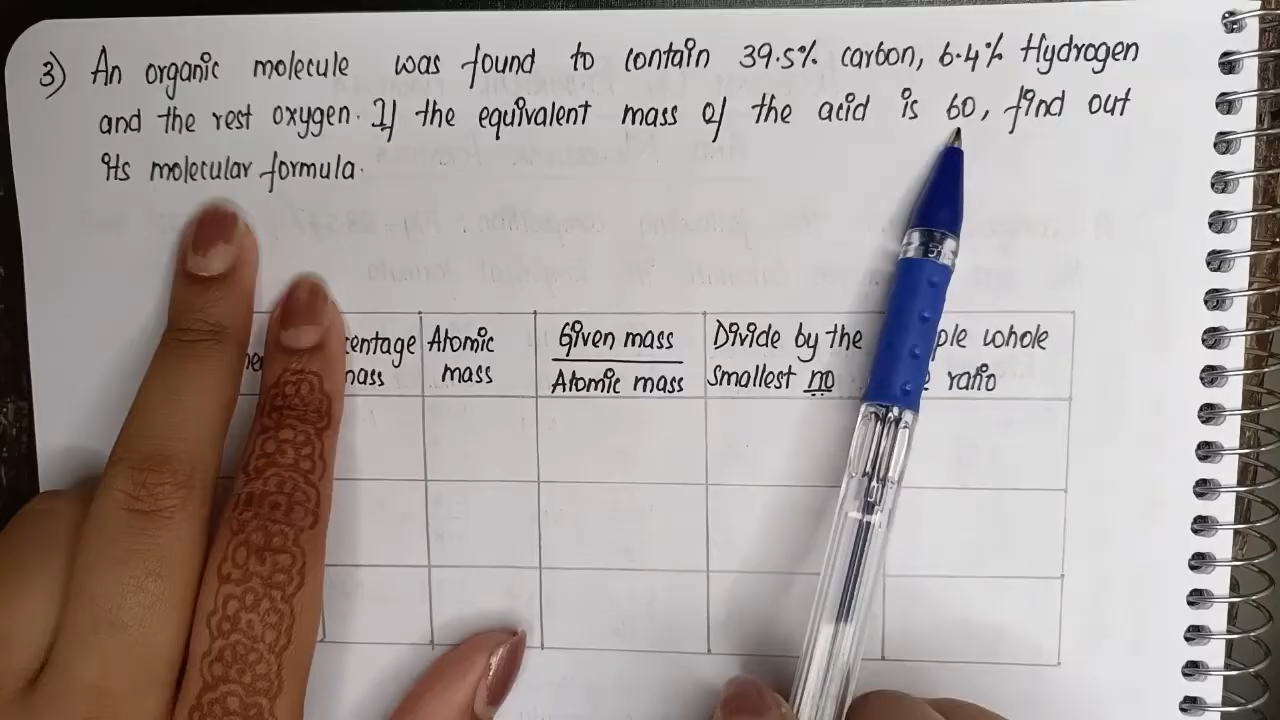 3) An organic molecule was found to contain 39.5% carbon, 6.4% Hydrogen
and the rest oxygen. If the equivalent mass of the acid is 60, find out
its molecular formula.
centage Atomic Given mass Divide by the ple whole
mass mass Atomic mass smallest no ratio